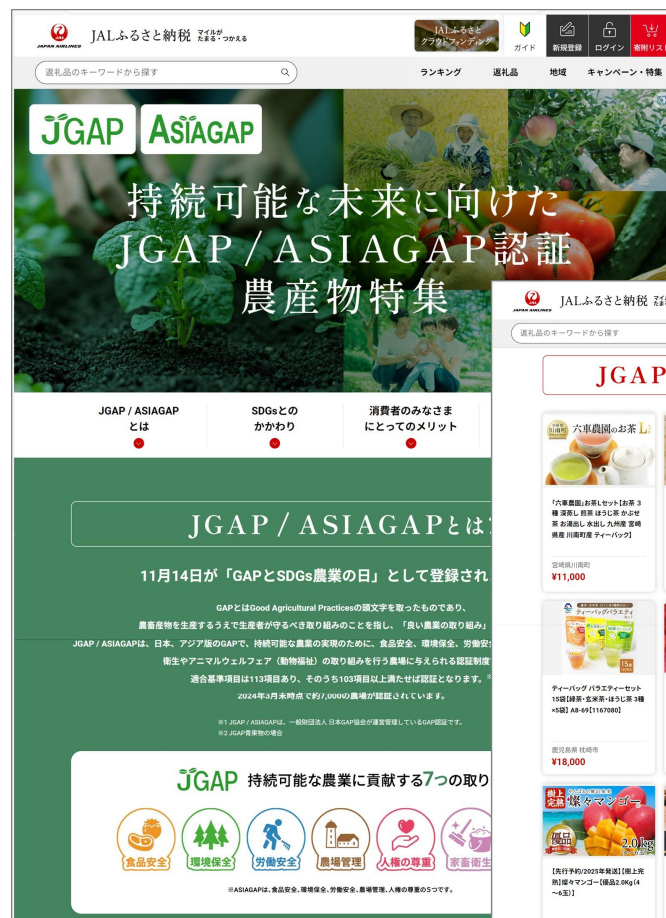 JAPAN AIRLINES
JALふるさと納税 マイルが たまる・つかえる
JALふるさと
クラウドファンディング
ガイド
新規登録
ログイン
寄附リスト
返礼品のキーワードから探す
ランキング 返礼品 地域 キャンペーン・特集
JGAP ASIAGAP
持続可能な未来に向けた
JGAP / ASIAGAP認証
農産物特集
JGAP / ASIAGAP
とは
SDGsとの
かかわり
消費者のみなさま
にとってのメリット
JGAP / ASIAGAPとは
11月14日が「GAPとSDGs農業の日」として登録され
GAPとはGood Agricultural Practicesの頭文字を取ったものであり、
農畜産物を生産するうえで生産者が守るべき取り組みのことを指し、「良い農業の取り組み」
JGAP / ASIAGAPは、日本、アジア版のGAPで、持続可能な農業の実現のために、食品安全、環境保全、労働安
衛生やアニマルウェルフェア（動物福祉）の取り組みを行う農場に与えられる認証制度
適合基準項目は113項目あり、そのうち103項目以上満たせば認証となります。
2024年3月末時点で約7,000の農場が認証されています。
※1 JGAP / ASIAGAPは、一般財団法人 日本GAP協会が運営管理しているGAP認証です。
※2 JGAP青果物の場合
JGAP 持続可能な農業に貢献する7つの取り
食品安全
環境保全
労働安全
農場管理
人権の尊重
家畜衛生
※ASIAGAPは、食品安全、環境保全、労働安全、農場管理、人権の尊重の5つです。
JAPAN AIRLINES
JALふるさと納税
返礼品のキーワードから探す
JGAP
六車農園のお茶 L
「六車農園」お茶Lセット【お茶 3
種 深蒸し 煎茶 ほうじ茶 かぶせ
茶 お湯出し 水出し 九州産 宮崎
県産 川南町産 ティーバック】
宮崎県川南町
¥11,000
ティーバッグバラエティ
15袋
ティーバッグ バラエティーセット
15袋【緑茶・玄米茶・ほうじ茶 3種
×5袋】 A8-69【1167080】
鹿児島県 枕崎市
¥18,000
樹上
完熟
燦々マンゴー
優品
2.0kg
【先行予約/2025年発送】【樹上完
熟】燦々マンゴー【優品2.0Kg（4
～6玉）】